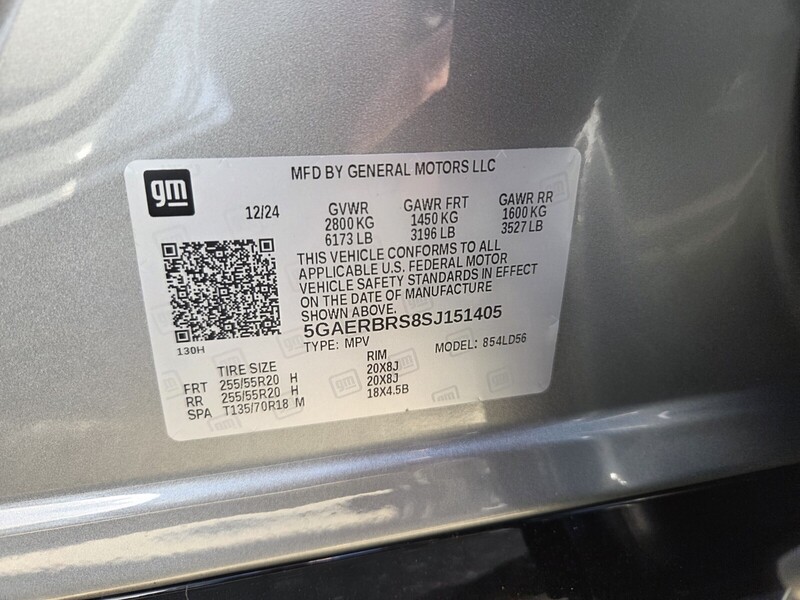 gm
MFD BY GENERAL MOTORS LLC
12/24
GVWR GAWR FRT GAWR RR
2800 KG 1450 KG 1600 KG
6173 LB 3196 LB 3527 LB
THIS VEHICLE CONFORMS TO ALL
APPLICABLE U.S. FEDERAL MOTOR
VEHICLE SAFETY STANDARDS IN EFFECT
ON THE DATE OF MANUFACTURE
SHOWN ABOVE.
5GAERBRS8SJ151405
TYPE: MPV MODEL: 854LD56
130H
TIRE SIZE RIM
FRT 255/55R20 H 20X8J
RR 255/55R20 H 20X8J
SPA T135/70R18 M 18X4.5B